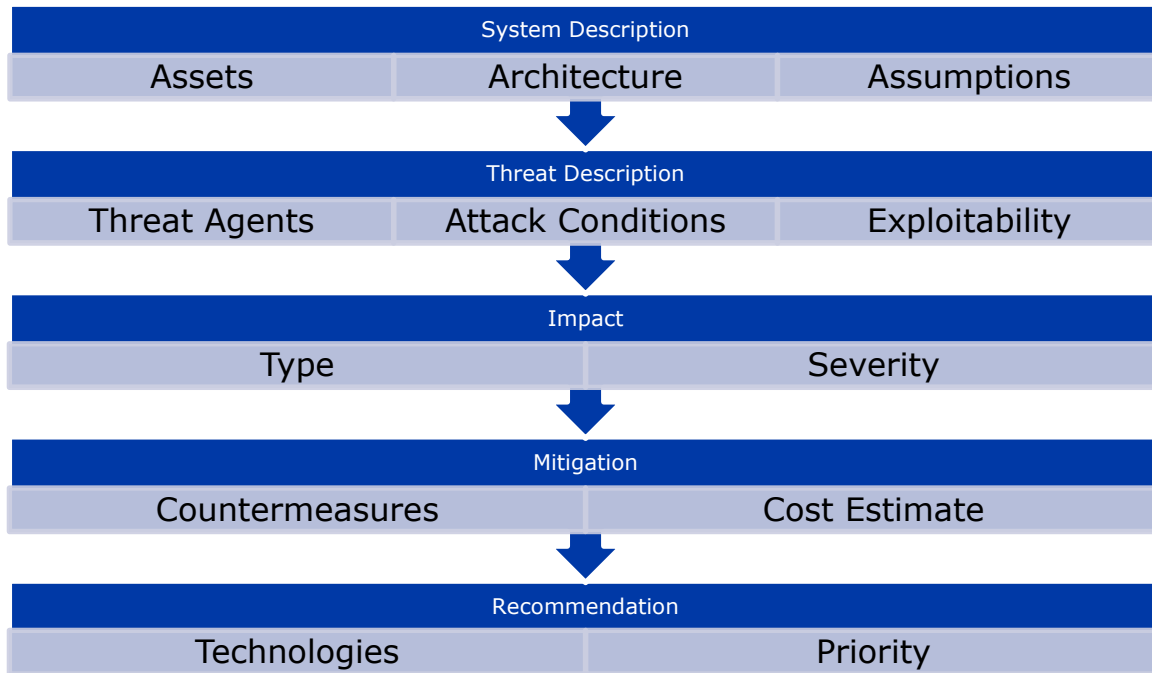 System Description
Assets Architecture Assumptions
Threat Description
Threat Agents Attack Conditions Exploitability
Impact
Type Severity
Mitigation
Countermeasures Cost Estimate
Recommendation
Technologies Priority